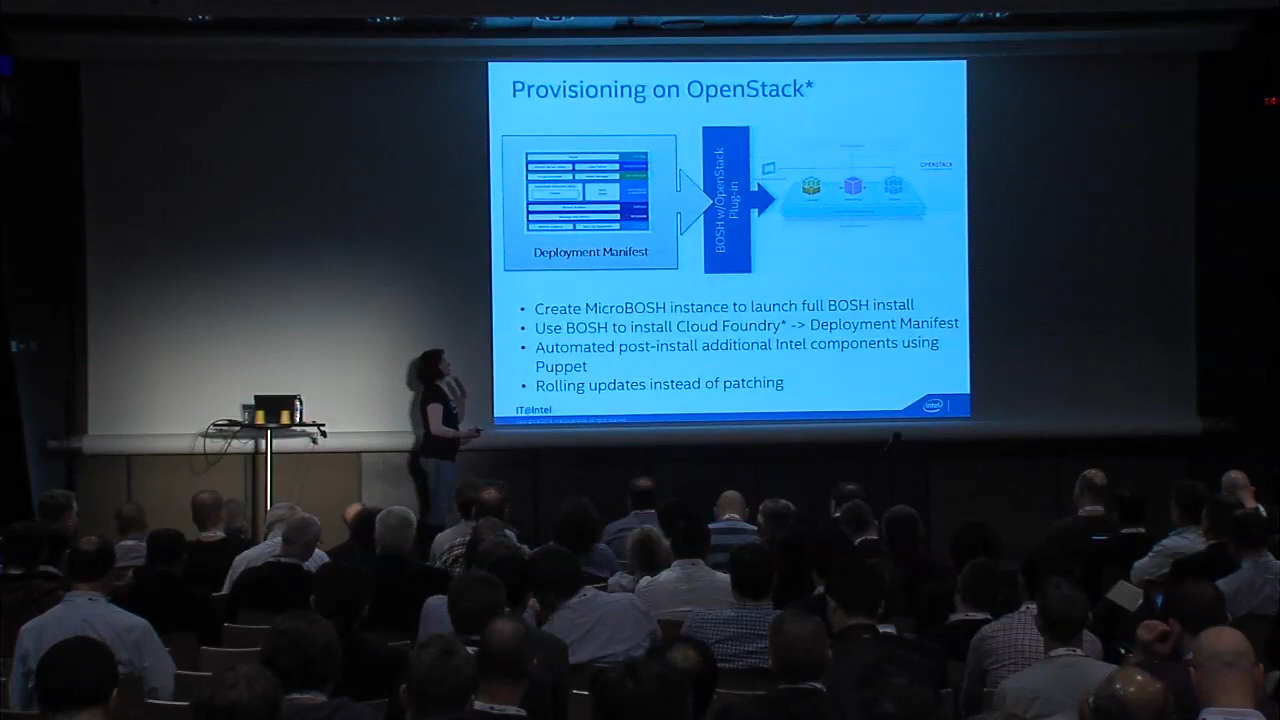 Provisioning on OpenStack*
Deployment Manifest
BOSH w/OpenStack
Plug-in
OPENSTACK
• Create MicroBOSH instance to launch full BOSH install
• Use BOSH to install Cloud Foundry* -> Deployment Manifest
• Automated post-install additional Intel components using
Puppet
• Rolling updates instead of patching
IT@Intel
intel